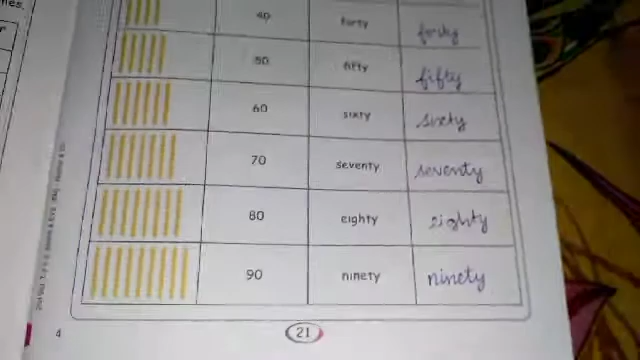 40 forty forty
50 fifty fifty
60 sixty sixty
70 seventy seventy
80 eighty eighty
90 ninety ninety
4
21